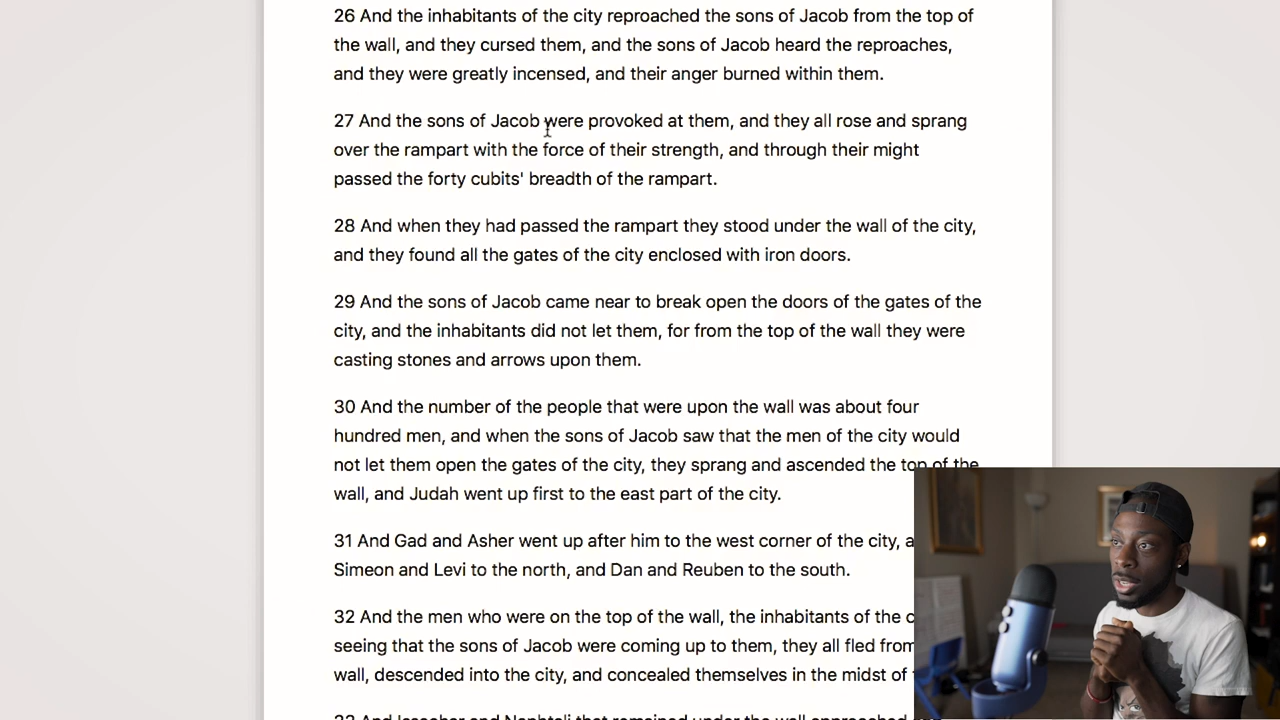 26 And the inhabitants of the city reproached the sons of Jacob from the top of
the wall, and they cursed them, and the sons of Jacob heard the reproaches,
and they were greatly incensed, and their anger burned within them.
27 And the sons of Jacob were provoked at them, and they all rose and sprang
over the rampart with the force of their strength, and through their might
passed the forty cubits' breadth of the rampart.
28 And when they had passed the rampart they stood under the wall of the city,
and they found all the gates of the city enclosed with iron doors.
29 And the sons of Jacob came near to break open the doors of the gates of the
city, and the inhabitants did not let them, for from the top of the wall they were
casting stones and arrows upon them.
30 And the number of the people that were upon the wall was about four
hundred men, and when the sons of Jacob saw that the men of the city would
not let them open the gates of the city, they sprang and ascended the top of the
wall, and Judah went up first to the east part of the city.
31 And Gad and Asher went up after him to the west corner of the city, a
Simeon and Levi to the north, and Dan and Reuben to the south.
32 And the men who were on the top of the wall, the inhabitants of the c
seeing that the sons of Jacob were coming up to them, they all fled from
wall, descended into the city, and concealed themselves in the midst of
33 And Issachar and Naphtali that remained under the wall approached